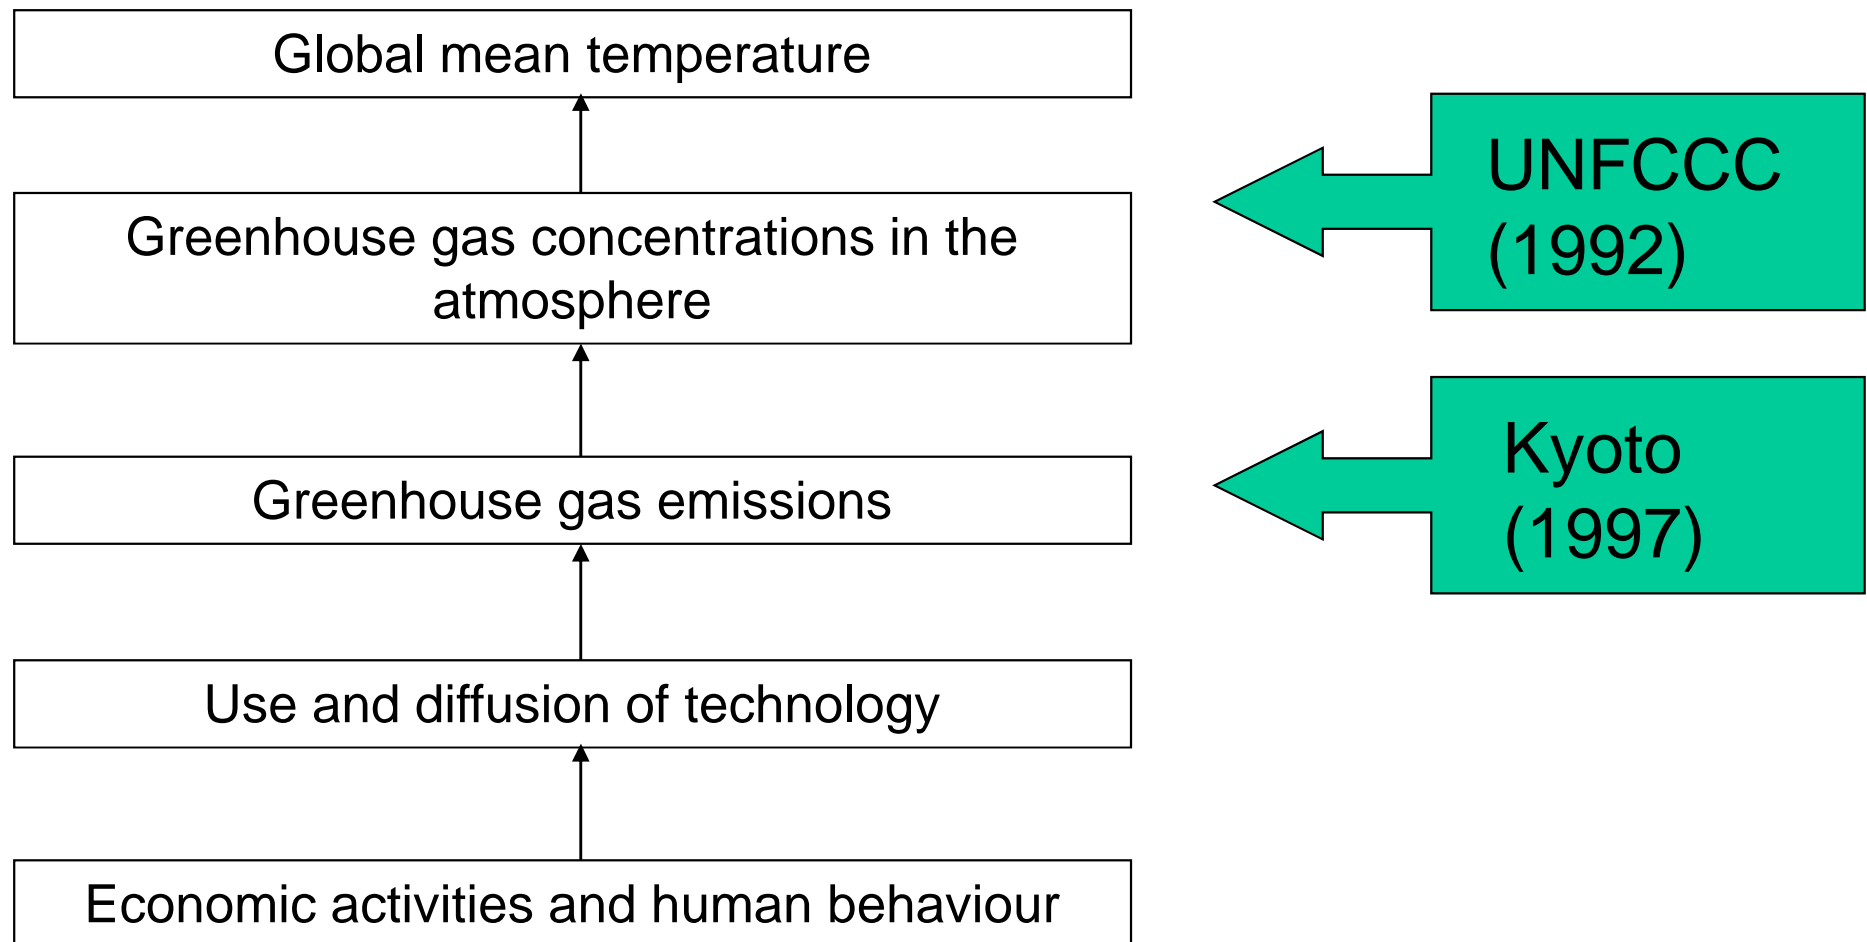 Global mean temperature
Greenhouse gas concentrations in the
atmosphere
Greenhouse gas emissions
Use and diffusion of technology
Economic activities and human behaviour
UNFCCC
(1992)
Kyoto
(1997)